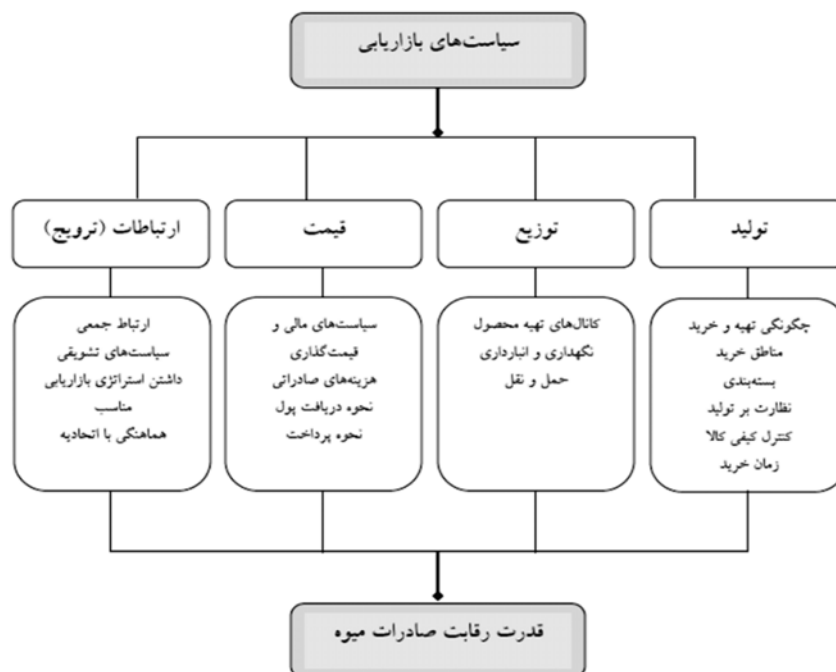 سیاست‌های بازاریابی
تولید
توزیع
قیمت
ارتباطات (ترویج)
چگونگی تهیه و خرید
مناطق خرید
بسته‌بندی
نظارت بر تولید
کنترل کیفی کالا
زمان خرید
کانال‌های تهیه محصول
نگهداری و انبارداری
حمل و نقل
سیاست‌های مالی و
قیمت‌گذاری
هزینه‌های صادراتی
نحوه دریافت پول
نحوه پرداخت
ارتباط جمعی
سیاست‌های تشویقی
داشتن استراتژی بازاریابی
مناسب
هماهنگی با اتحادیه
قدرت رقابت صادرات میوه